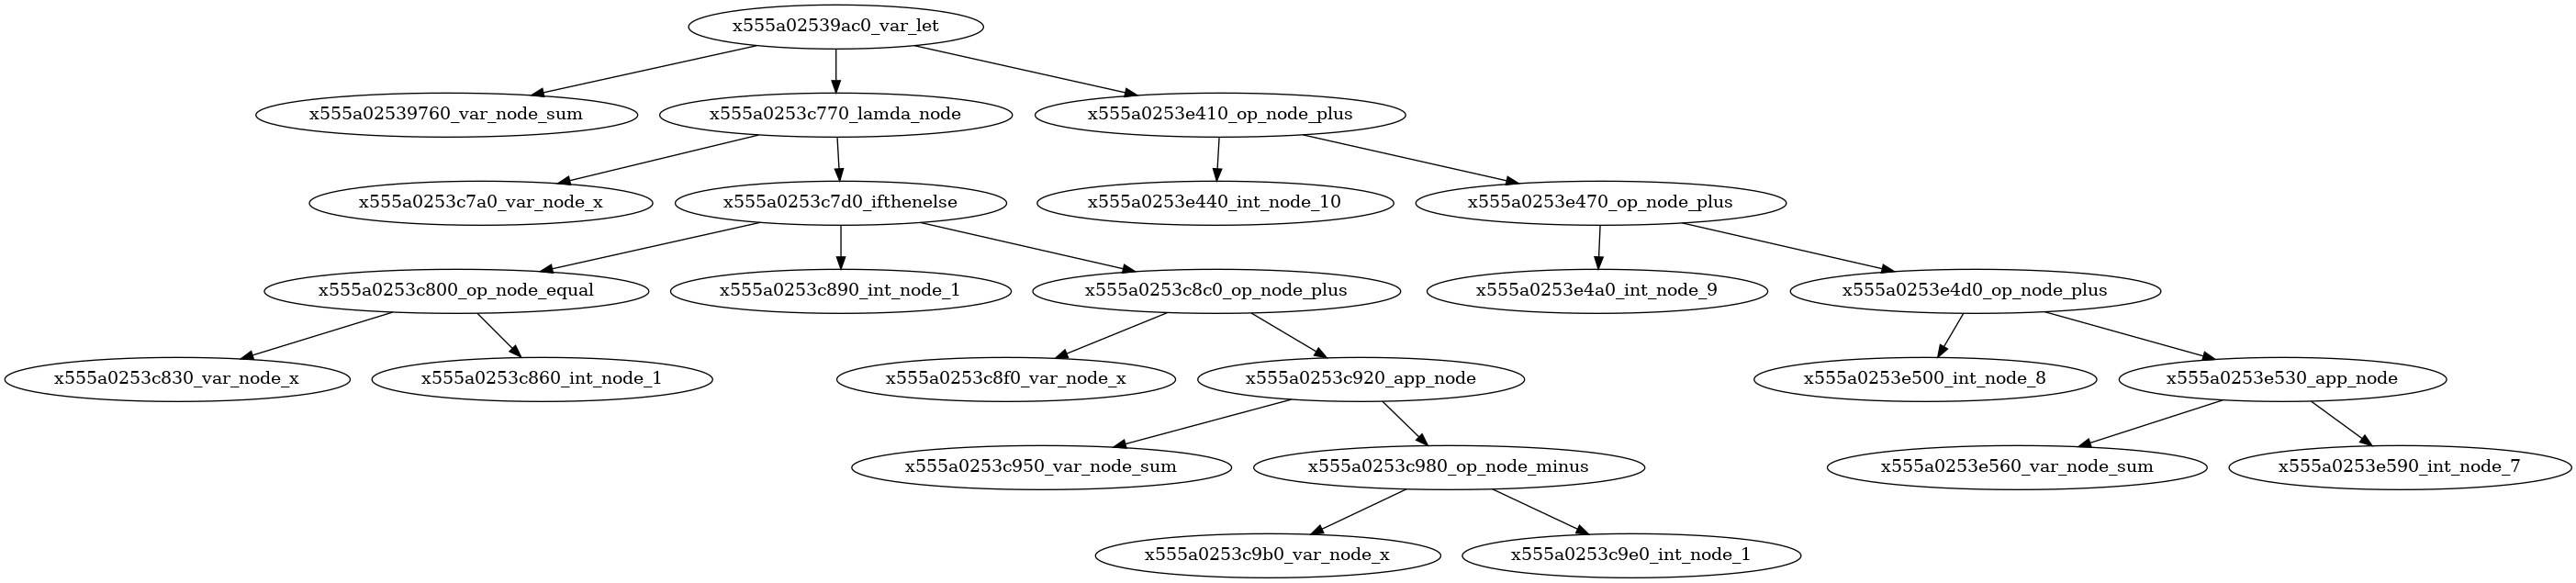 x555a02539ac0_var_let
x555a02539760_var_node_sum
x555a0253c770_lamda_node
x555a0253e410_op_node_plus
x555a0253c7a0_var_node_x
x555a0253c7d0_ifthenelse
x555a0253e440_int_node_10
x555a0253e470_op_node_plus
x555a0253c800_op_node_equal
x555a0253c890_int_node_1
x555a0253c8c0_op_node_plus
x555a0253e4a0_int_node_9
x555a0253e4d0_op_node_plus
x555a0253c830_var_node_x
x555a0253c860_int_node_1
x555a0253c8f0_var_node_x
x555a0253c920_app_node
x555a0253e500_int_node_8
x555a0253e530_app_node
x555a0253c950_var_node_sum
x555a0253c980_op_node_minus
x555a0253e560_var_node_sum
x555a0253e590_int_node_7
x555a0253c9b0_var_node_x
x555a0253c9e0_int_node_1